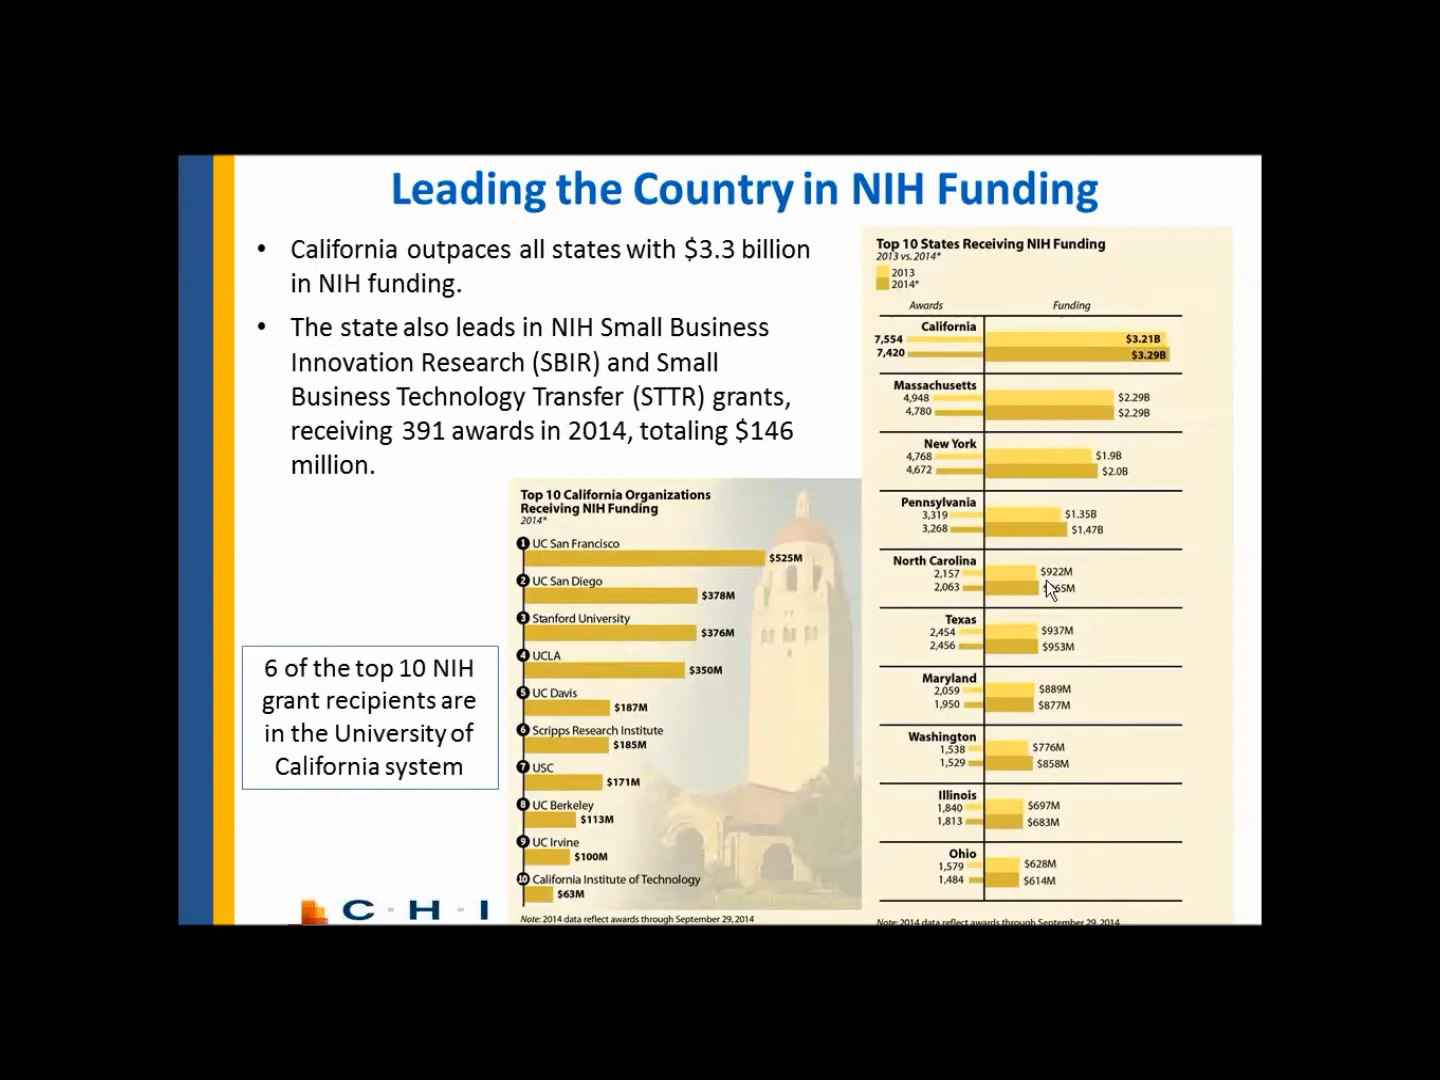 Leading the Country in NIH Funding
• California outpaces all states with $3.3 billion
in NIH funding.
• The state also leads in NIH Small Business
Innovation Research (SBIR) and Small
Business Technology Transfer (STTR) grants,
receiving 391 awards in 2014, totaling $146
million.
6 of the top 10 NIH
grant recipients are
in the University of
California system
C-H-I
Top 10 California Organizations
Receiving NIH Funding
2014*
1 UC San Francisco
$525M
2 UC San Diego
$378M
3 Stanford University
$376M
4 UCLA
$350M
5 UC Davis
$187M
6 Scripps Research Institute
$185M
7 USC
$171M
8 UC Berkeley
$113M
9 UC Irvine
$100M
10 California Institute of Technology
$63M
Note: 2014 data reflect awards through September 29, 2014
Top 10 States Receiving NIH Funding
2013 vs. 2014*
2013
2014*
Awards Funding
California
7,554 $3.21B
7,420 $3.29B
Massachusetts
4,948 $2.29B
4,780 $2.29B
New York
4,768 $1.9B
4,672 $2.0B
Pennsylvania
3,319 $1.35B
3,268 $1.47B
North Carolina
2,157 $922M
2,063
Texas
2,454 $937M
2,456 $953M
Maryland
2,059 $889M
1,950 $877M
Washington
1,538 $776M
1,529 $858M
Illinois
1,840 $697M
1,813 $683M
Ohio
1,579 $628M
1,484 $614M
Note: 2014 data reflect awards through September 29, 2014